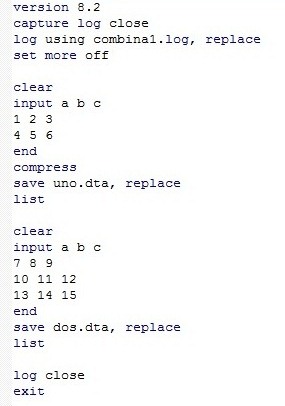 version 8.2
capture log close
log using combina1.log, replace
set more off
clear
input a b c
1 2 3
4 5 6
end
compress
save uno.dta, replace
list
clear
input a b c
7 8 9
10 11 12
13 14 15
end
save dos.dta, replace
list
log close
exit